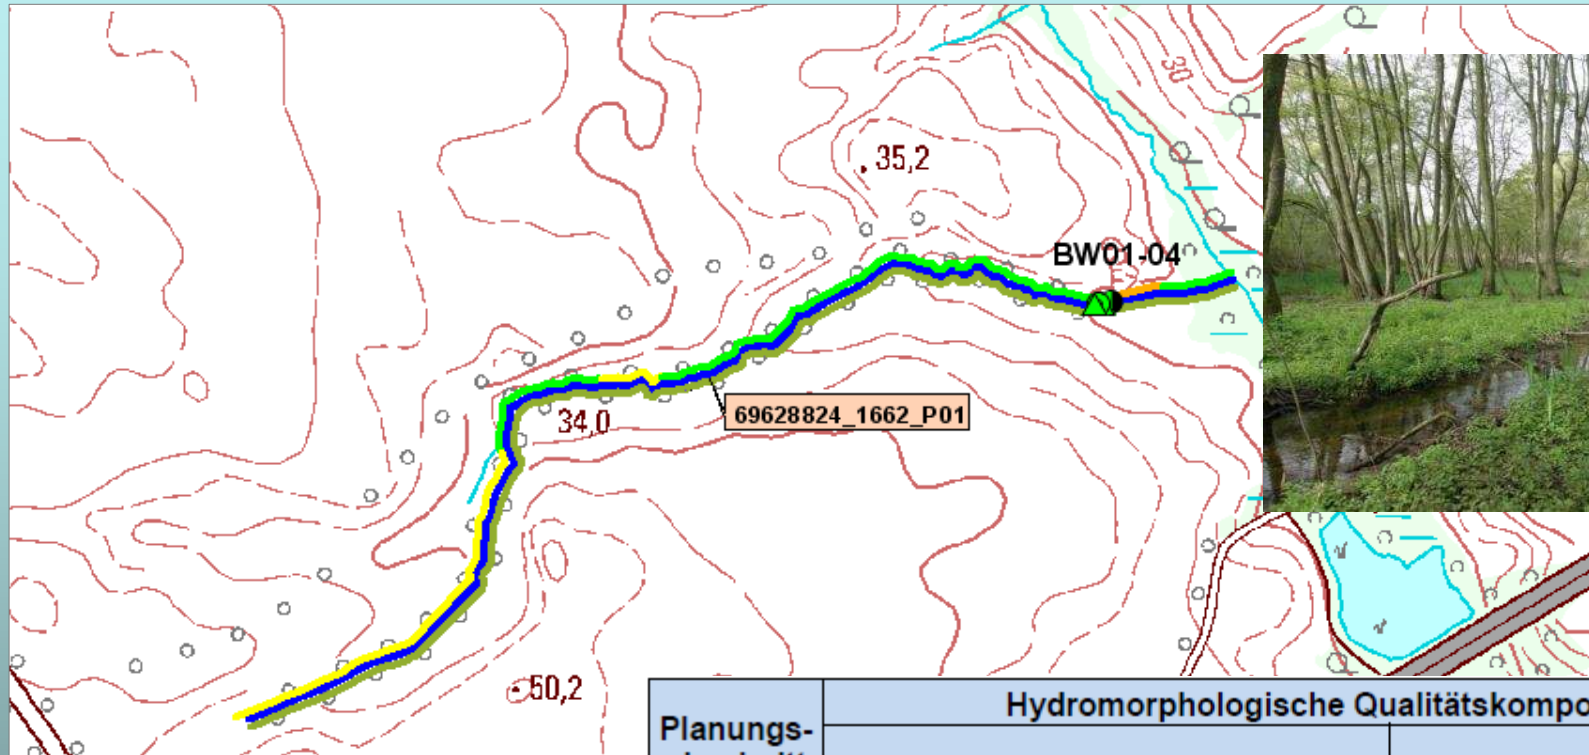 30
35,2
BW01-04
69628824_1662_P01
34,0
50,2
Hydromorphologische Qualitätskompo
Planungs-